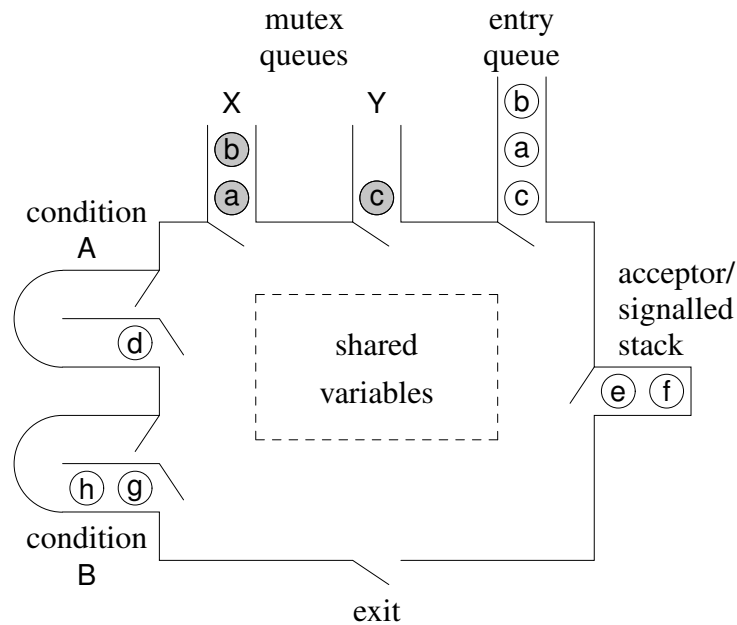 mutex
queues
entry
queue
X
Y
b
b
a
a
c
c
condition
A
d
shared
variables
acceptor/
signalled
stack
e
f
h
g
condition
B
exit